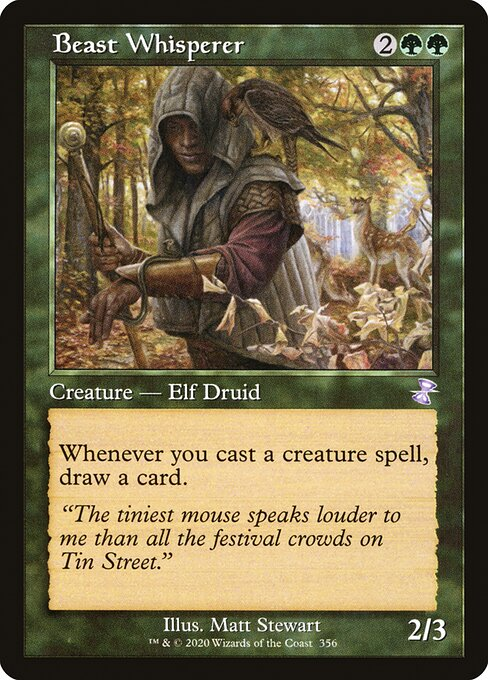 Beast Whisperer 2
Creature — Elf Druid
Whenever you cast a creature spell,
draw a card.
“The tiniest mouse speaks louder to
me than all the festival crowds on
Tin Street.”
Illus. Matt Stewart
™ & © 2020 Wizards of the Coast 356
2/3